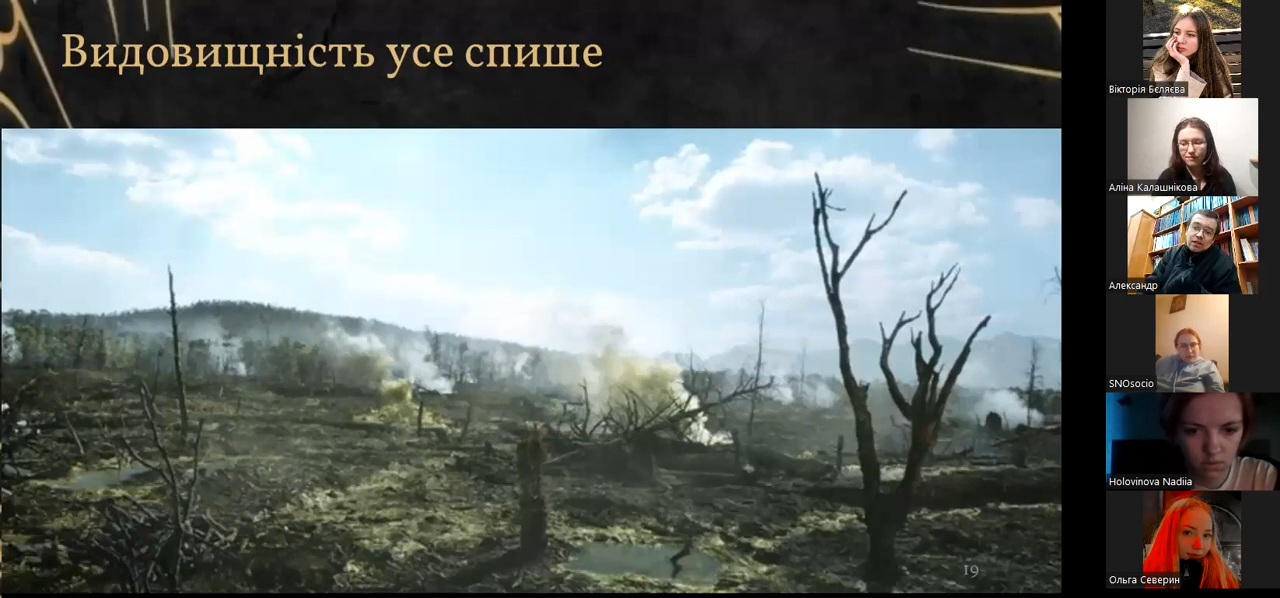 Видовищність усе спише
19
Вікторія Бєляєва
Аліна Калашнікова
Александр
SNOsocio
Holovinova Nadiia
Ольга Северин